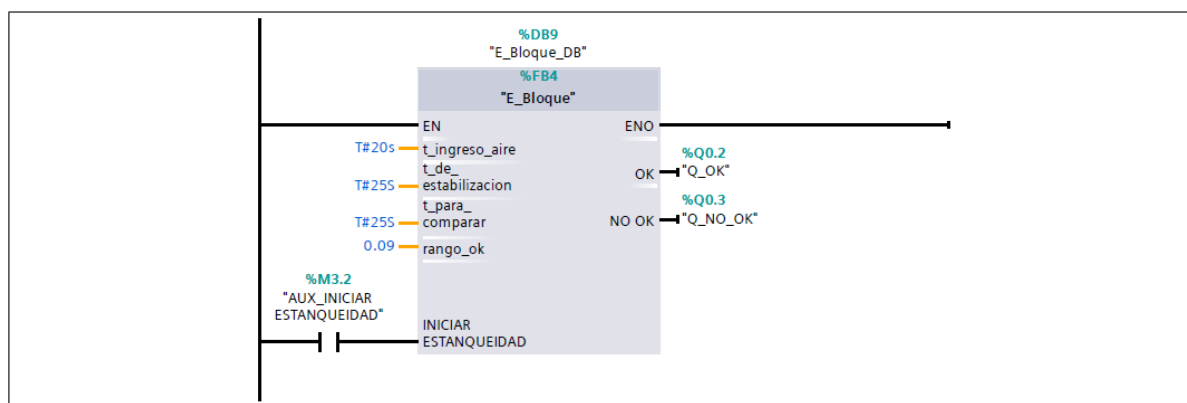 %DB9
"E_Bloque_DB"
%FB4
"E_Bloque"
EN ENO
T#20s t_ingreso_aire
%Q0.2
t_de_
OK "Q_OK"
T#25S estabilizacion
%Q0.3
t_para_
T#25S comparar NO OK "Q_NO_OK"
0.09 rango_ok
%M3.2
"AUX_INICIAR
ESTANQUEIDAD"
INICIAR
ESTANQUEIDAD